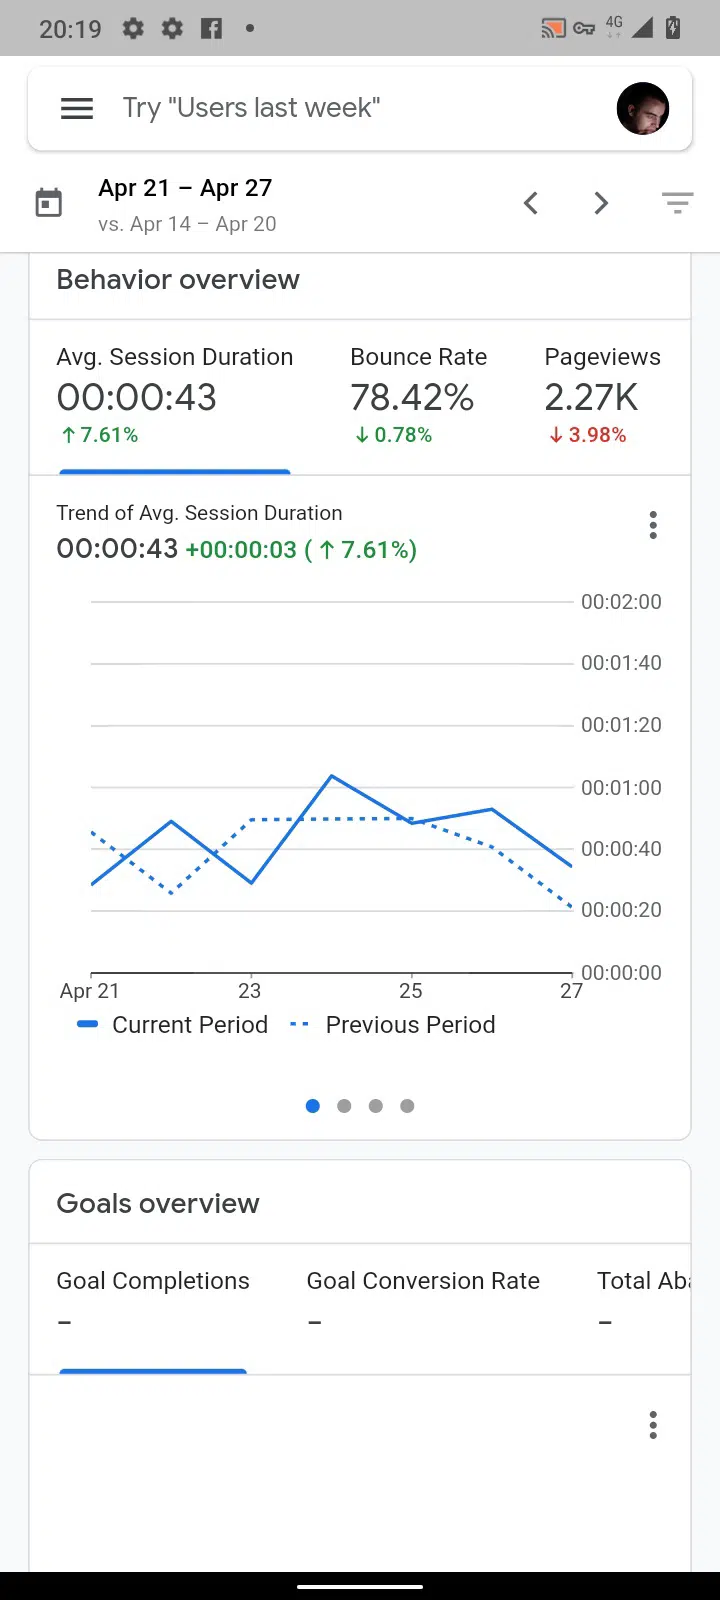 20:19
4G
Try "Users last week"
Apr 21 – Apr 27
vs. Apr 14 – Apr 20
Behavior overview
Avg. Session Duration Bounce Rate Pageviews
00:00:43 78.42% 2.27K
↑ 7.61% ↓ 0.78% ↓ 3.98%
Trend of Avg. Session Duration
00:00:43 +00:00:03 ( ↑ 7.61%)
00:02:00
00:01:40
00:01:20
00:01:00
00:00:40
00:00:20
00:00:00
Apr 21 23 25 27
Current Period Previous Period
Goals overview
Goal Completions Goal Conversion Rate Total Aba
– – –